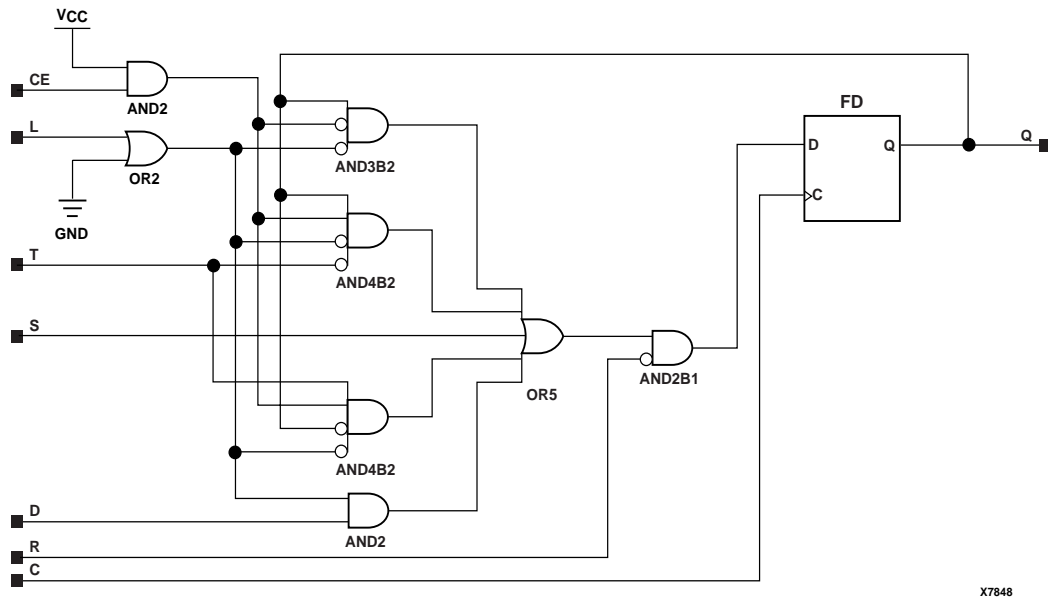 VCC
CE
AND2
L
OR2
GND
AND3B2
T
AND4B2
S
OR5
AND2B1
AND4B2
D
AND2
R
C
FD
D
Q
C
Q
X7848